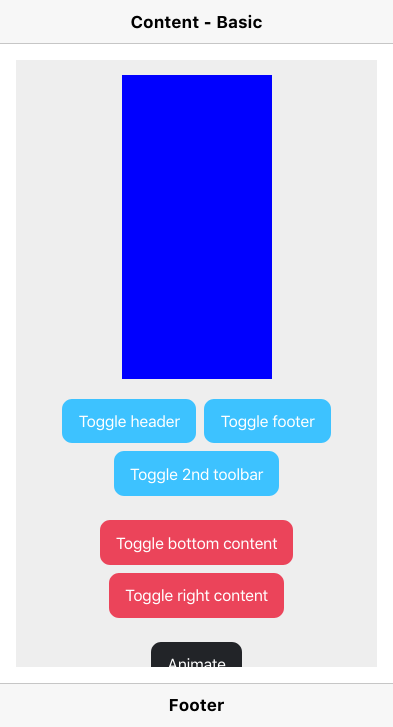 Content - Basic
Toggle header
Toggle footer
Toggle 2nd toolbar
Toggle bottom content
Toggle right content
Animate
Footer